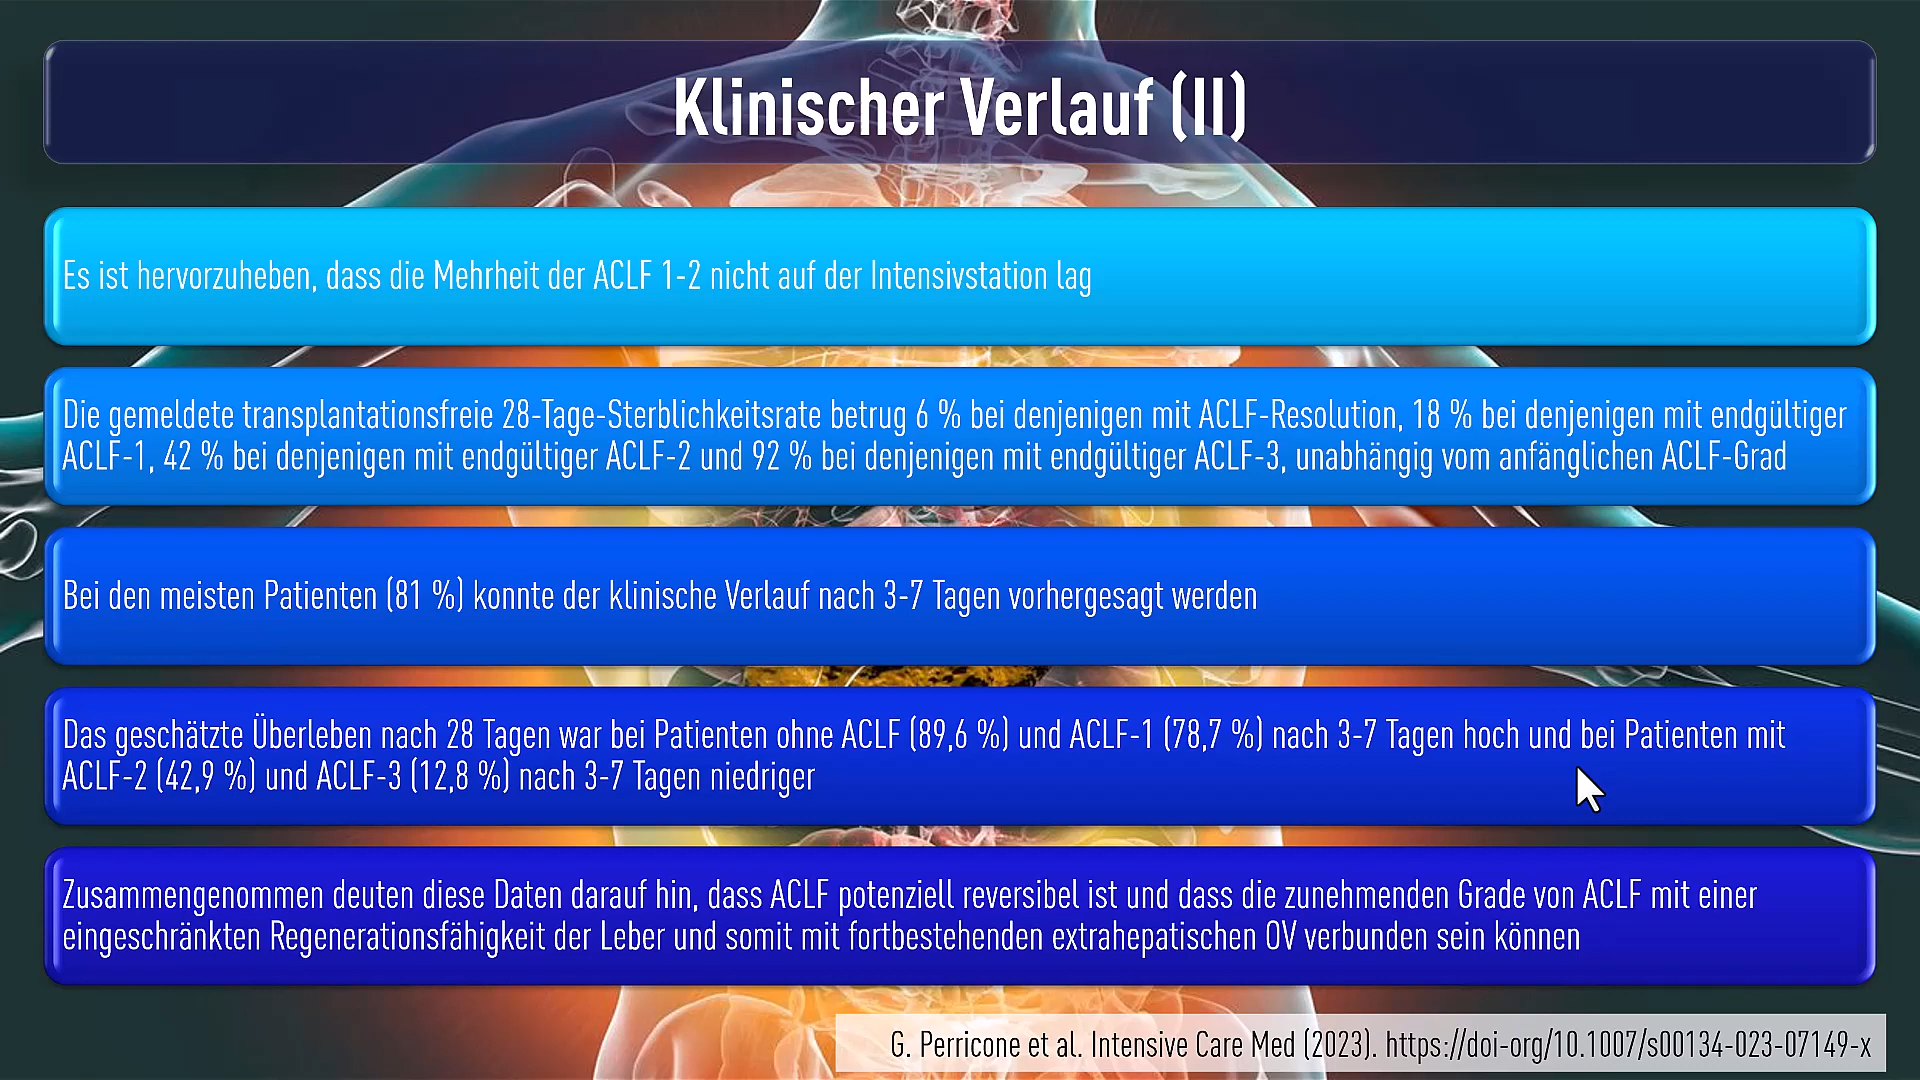 Klinischer Verlauf (II)
Es ist hervorzuheben, dass die Mehrheit der ACLF 1-2 nicht auf der Intensivstation lag
Die gemeldete transplantationsfreie 28-Tage-Sterblichkeitsrate betrug 6 % bei denjenigen mit ACLF-Resolution, 18 % bei denjenigen mit endgültiger
ACLF-1, 42 % bei denjenigen mit endgültiger ACLF-2 und 92 % bei denjenigen mit endgültiger ACLF-3, unabhängig vom anfänglichen ACLF-Grad
Bei den meisten Patienten (81 %) konnte der klinische Verlauf nach 3-7 Tagen vorhergesagt werden
Das geschätzte Überleben nach 28 Tagen war bei Patienten ohne ACLF (89,6 %) und ACLF-1 (78,7 %) nach 3-7 Tagen hoch und bei Patienten mit
ACLF-2 (42,9 %) und ACLF-3 (12,8 %) nach 3-7 Tagen niedriger
Zusammengenommen deuten diese Daten darauf hin, dass ACLF potenziell reversibel ist und dass die zunehmenden Grade von ACLF mit einer
eingeschränkten Regenerationsfähigkeit der Leber und somit mit fortbestehenden extrahepatischen OV verbunden sein können
G. Perricone et al. Intensive Care Med (2023). https://doi-org/10.1007/s00134-023-07149-x